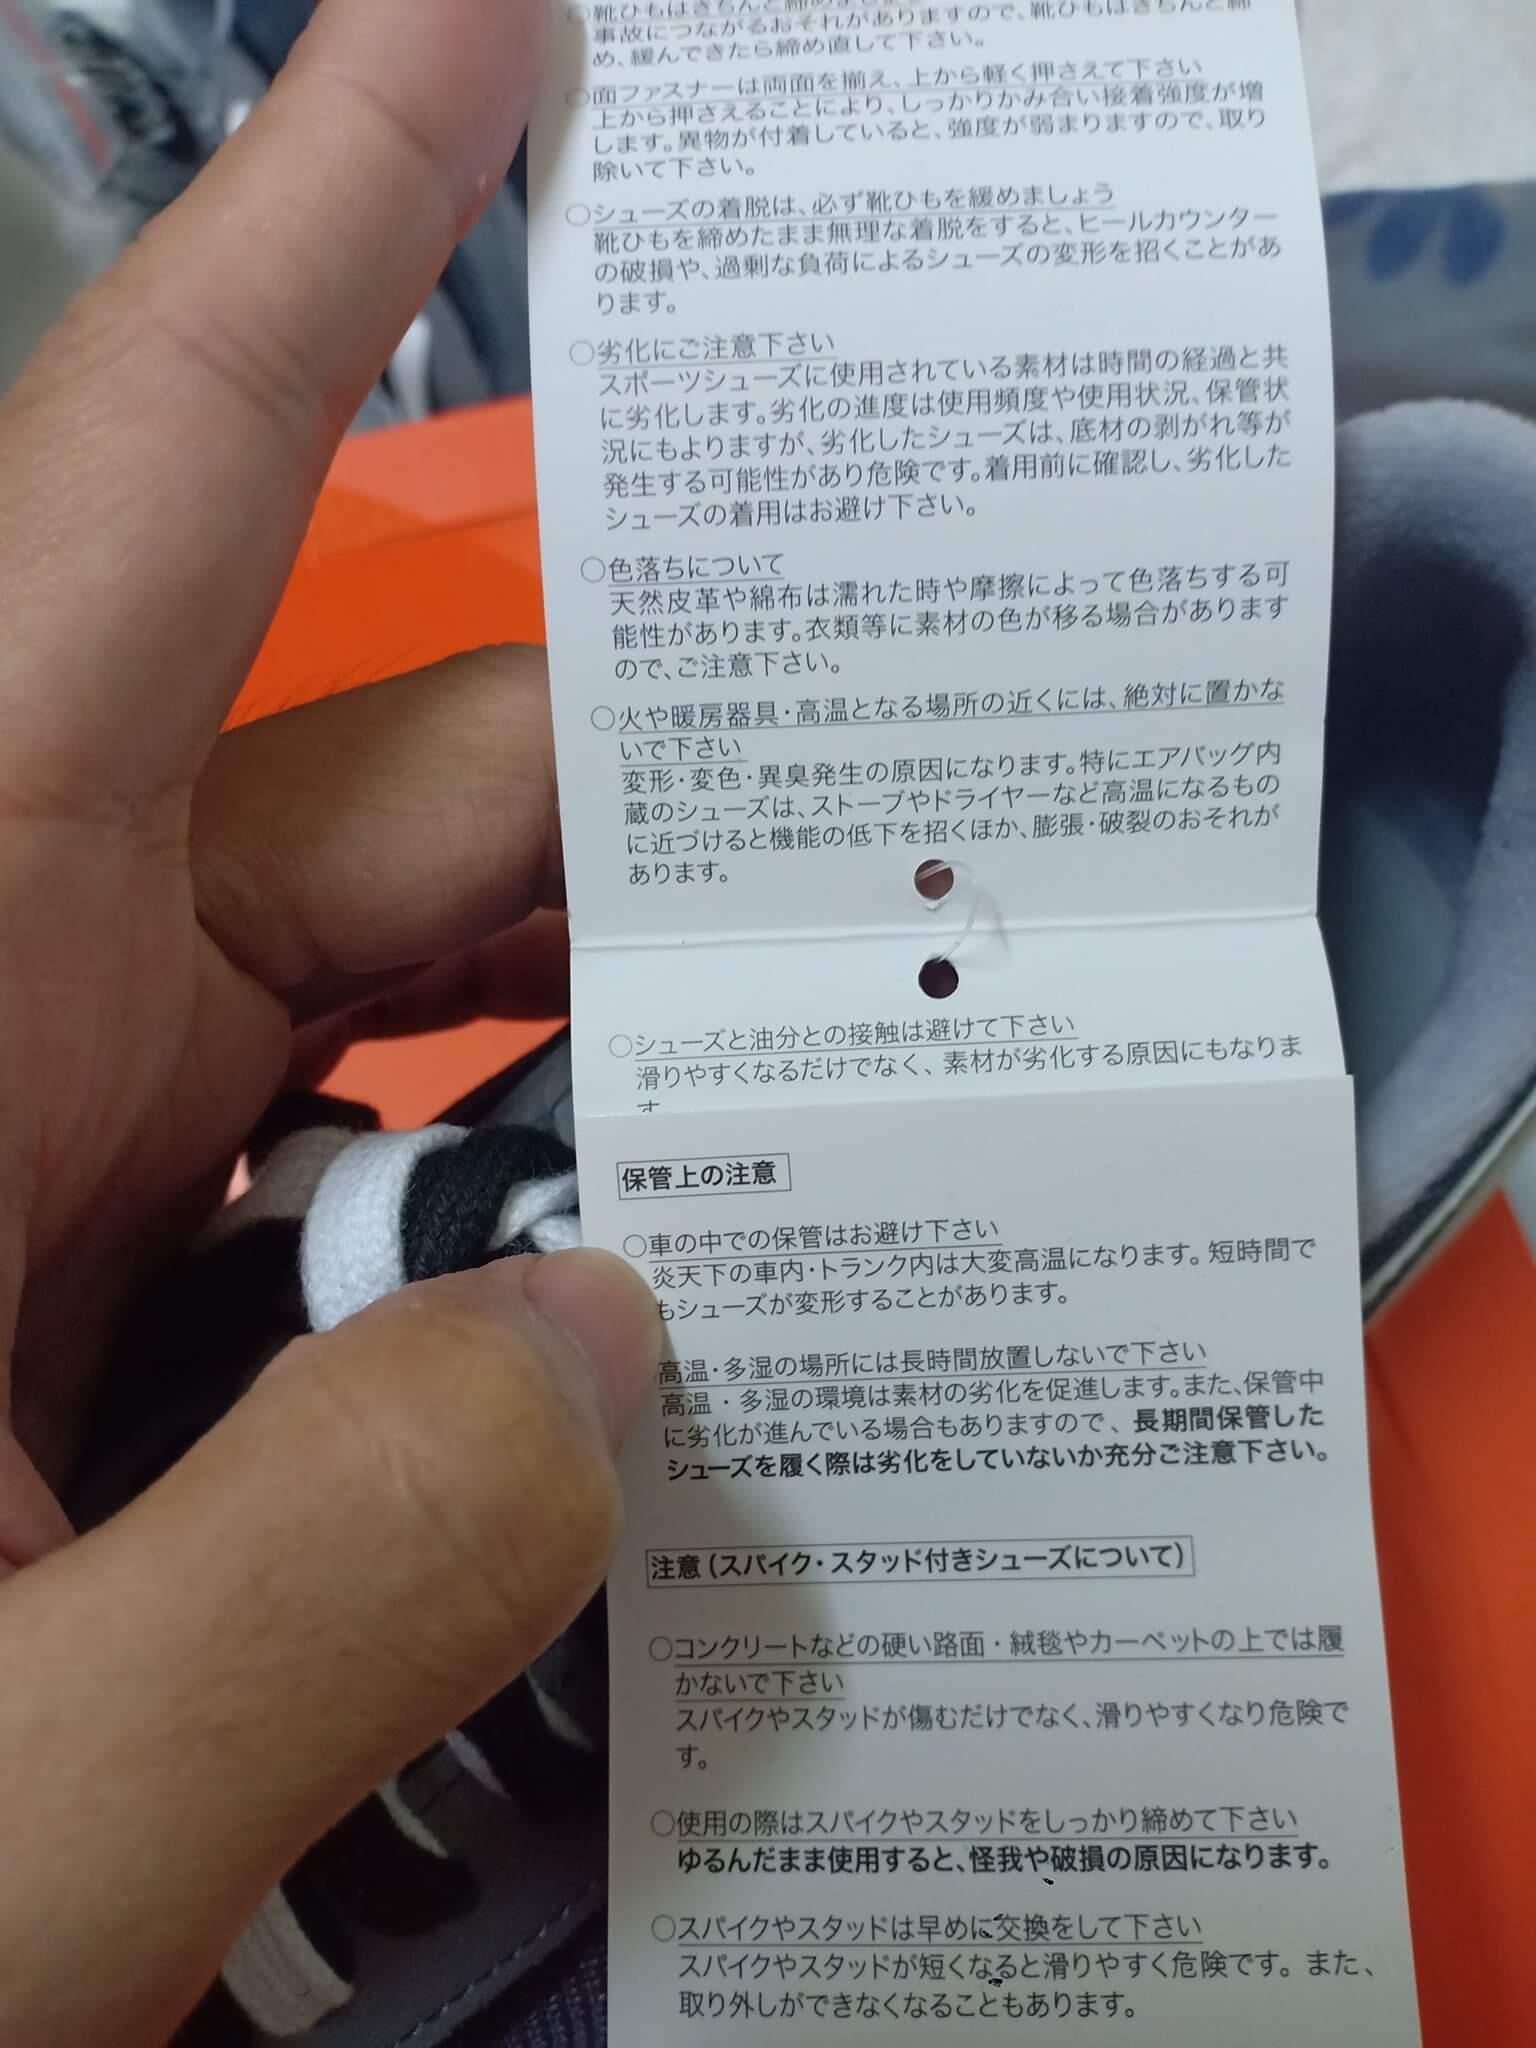 ○靴ひもはきちんと締めましょう
事故につながるおそれがありますので、靴ひもはきちんと締
め、緩んできたら締め直して下さい。
○面ファスナーは両面を揃え、上から軽く押さえて下さい
上から押さえることにより、しっかりかみ合い接着強度が増
します。異物が付着していると、強度が弱まりますので、取り
除いて下さい。
○シューズの着脱は、必ず靴ひもを緩めましょう
靴ひもを締めたまま無理な着脱をすると、ヒールカウンター
の破損や、過剰な負荷によるシューズの変形を招くことがあ
ります。
○劣化にご注意下さい
スポーツシューズに使用されている素材は時間の経過と共
に劣化します。劣化の進度は使用頻度や使用状況、保管状
況にもよりますが、劣化したシューズは、底材の剥がれ等が
発生する可能性があり危険です。着用前に確認し、劣化した
シューズの着用はお避け下さい。
○色落ちについて
天然皮革や綿布は濡れた時や摩擦によって色落ちする可
能性があります。衣類等に素材の色が移る場合があります
ので、ご注意下さい。
○火や暖房器具・高温となる場所の近くには、絶対に置かな
いで下さい
変形・変色・異臭発生の原因になります。特にエアバッグ内
蔵のシューズは、ストーブやドライヤーなど高温になるもの
に近づけると機能の低下を招くほか、膨張・破裂のおそれが
あります。
○シューズと油分との接触は避けて下さい
滑りやすくなるだけでなく、素材が劣化する原因にもなりま
す
保管上の注意
○車の中での保管はお避け下さい
炎天下の車内・トランク内は大変高温になります。短時間で
もシューズが変形することがあります。
高温・多湿の場所には長時間放置しないで下さい
高温・多湿の環境は素材の劣化を促進します。また、保管中
に劣化が進んでいる場合もありますので、長期間保管した
シューズを履く際は劣化をしていないか充分ご注意下さい。
注意（スパイク・スタッド付きシューズについて）
○コンクリートなどの硬い路面・絨毯やカーペットの上では履
かないで下さい
スパイクやスタッドが傷むだけでなく、滑りやすくなり危険で
す。
○使用の際はスパイクやスタッドをしっかり締めて下さい
ゆるんだまま使用すると、怪我や破損の原因になります。
○スパイクやスタッドは早めに交換をして下さい
スパイクやスタッドが短くなると滑りやすく危険です。また、
取り外しができなくなることもあります。